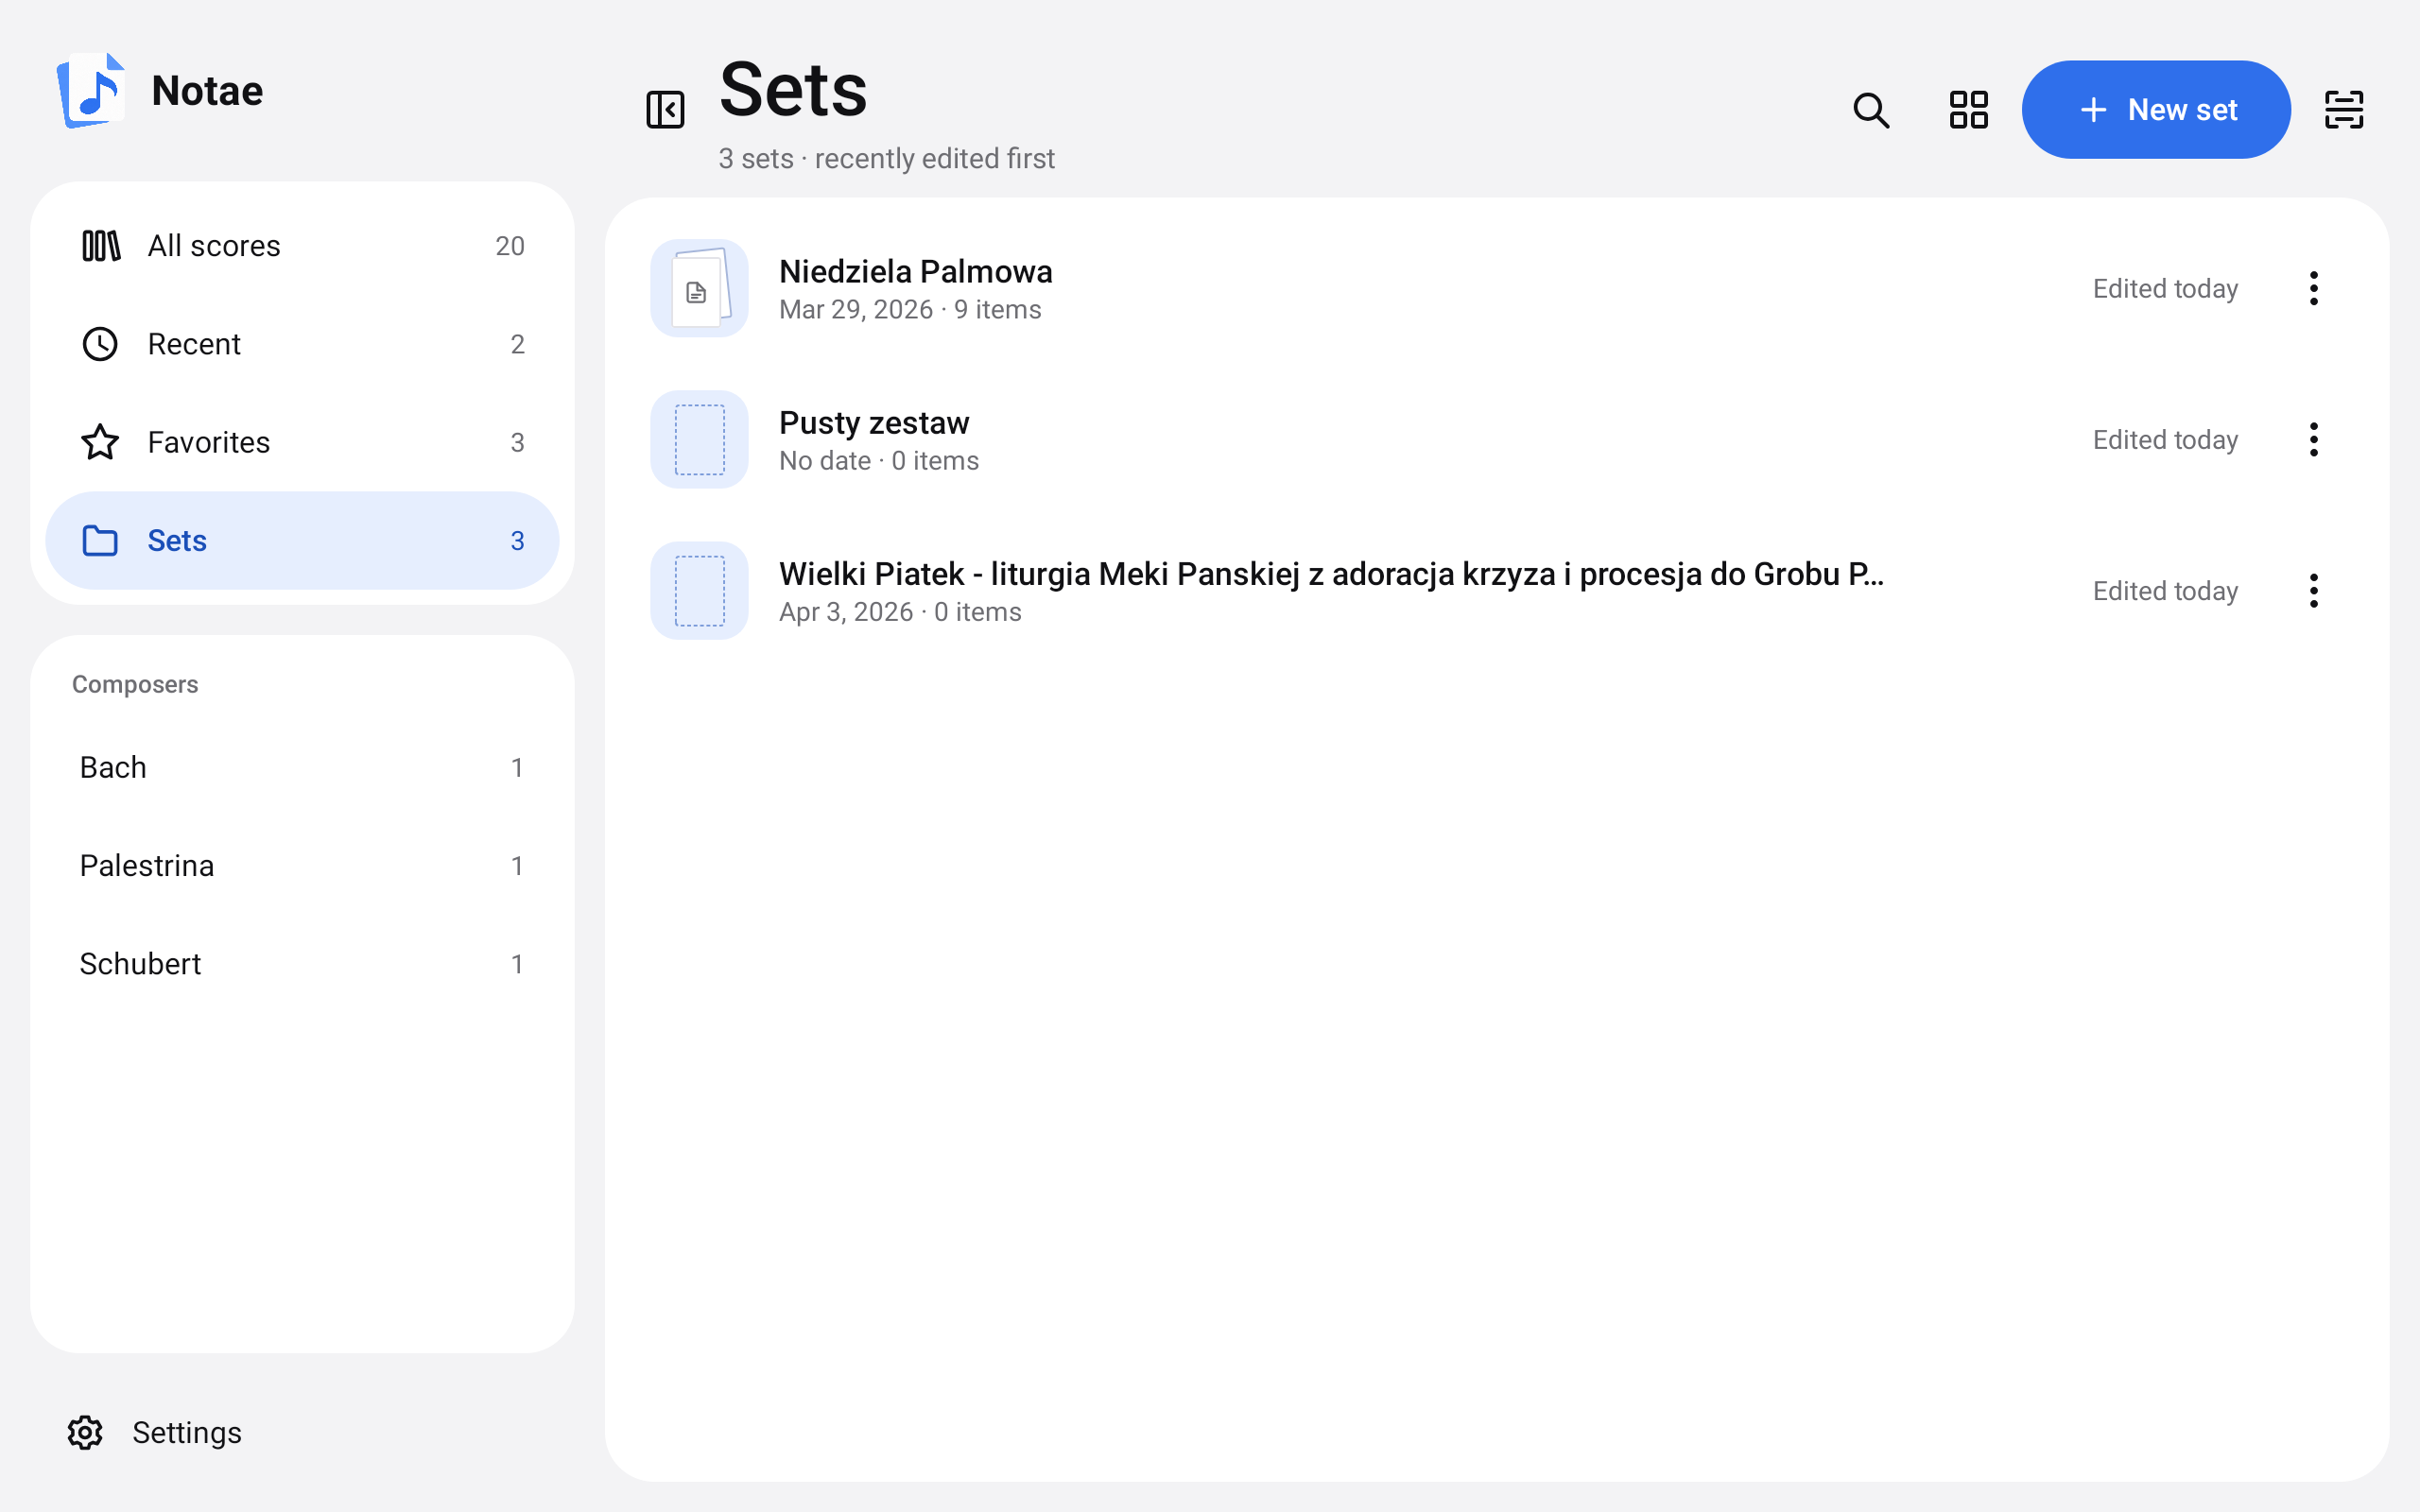 Notae
All scores 20
Recent 2
Favorites 3
Sets 3
Composers
Bach 1
Palestrina 1
Schubert 1
Settings
Sets
3 sets · recently edited first
New set
Niedziela Palmowa
Mar 29, 2026 · 9 items
Edited today
Pusty zestaw
No date · 0 items
Edited today
Wielki Piatek - liturgia Meki Panskiej z adoracja krzyza i procesja do Grobu P...
Apr 3, 2026 · 0 items
Edited today